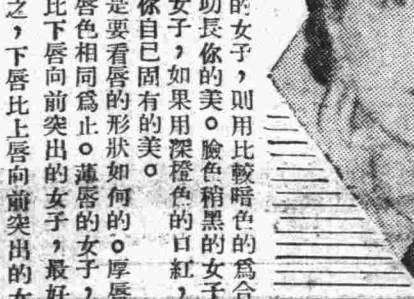 的女子，則用比較暗色的爲合
助長你的美。臉色稍黑的女子
女子，如果用深橙色的口紅，
你自已固有的美。
是要看唇的形狀如何的。厚唇
唇色相同爲止。薄唇的女子，
比下唇向前突出的女子，最好
之，下唇比上唇向前突出的女